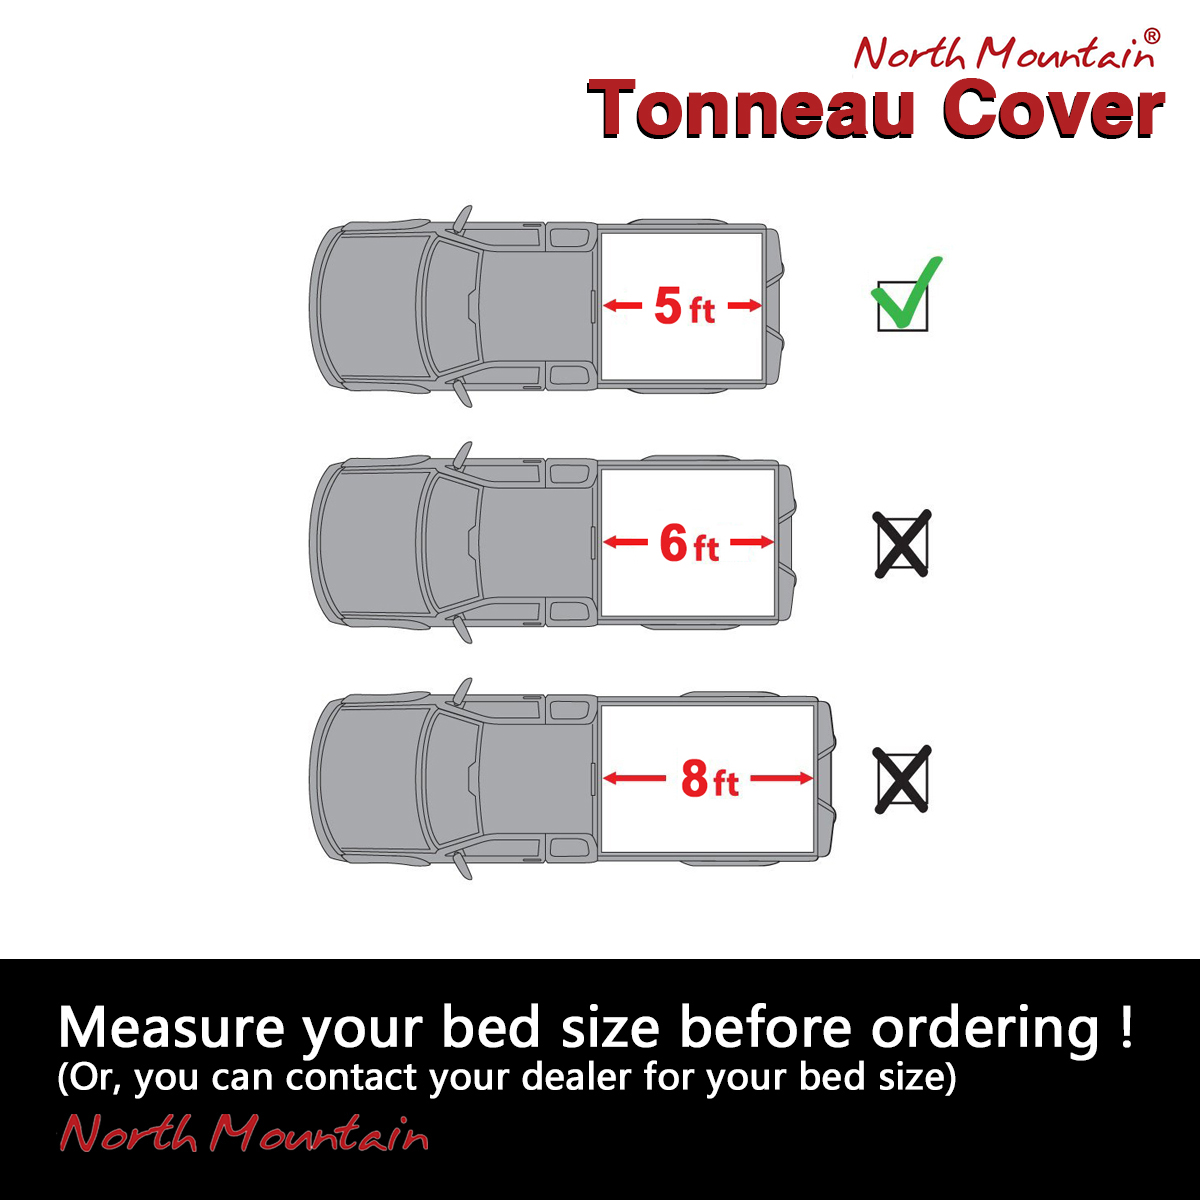 North Mountain®
Tonneau Cover
5 ft
6 ft
8 ft
Measure your bed size before ordering !
(Or, you can contact your dealer for your bed size)
North Mountain